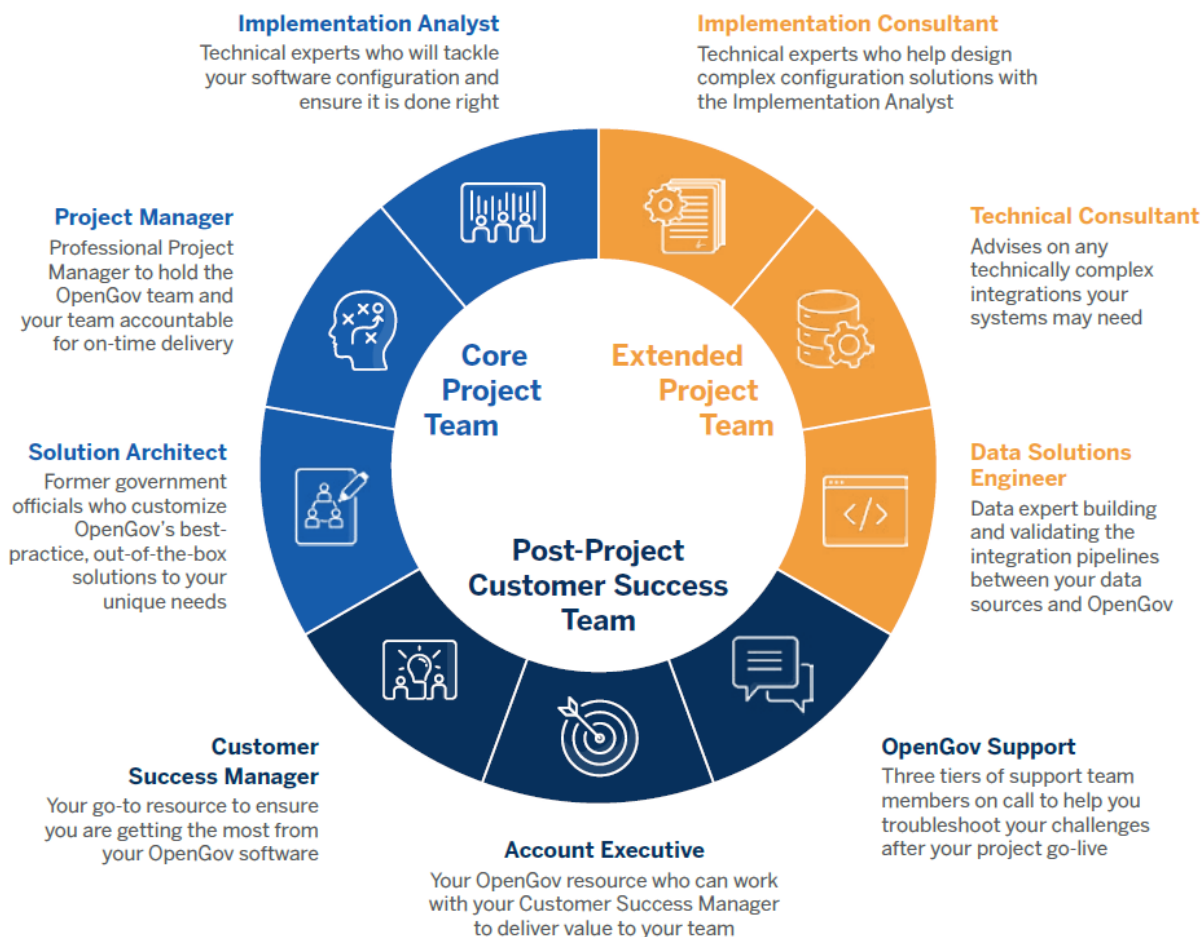 Implementation Analyst
Technical experts who will tackle
your software configuration and
ensure it is done right
Implementation Consultant
Technical experts who help design
complex configuration solutions with
the Implementation Analyst
Project Manager
Professional Project
Manager to hold the
OpenGov team and
your team accountable
for on-time delivery
Technical Consultant
Advises on any
technically complex
integrations your
systems may need
Core
Project
Team
Extended
Project
Team
Solution Architect
Former government
officials who customize
OpenGov’s best-
practice, out-of-the-box
solutions to your
unique needs
Data Solutions
Engineer
Data expert building
and validating the
integration pipelines
between your data
sources and OpenGov
Post-Project
Customer Success
Team
Customer
Success Manager
Your go-to resource to ensure
you are getting the most from
your OpenGov software
Account Executive
Your OpenGov resource who can work
with your Customer Success Manager
to deliver value to your team
OpenGov Support
Three tiers of support team
members on call to help you
troubleshoot your challenges
after your project go-live